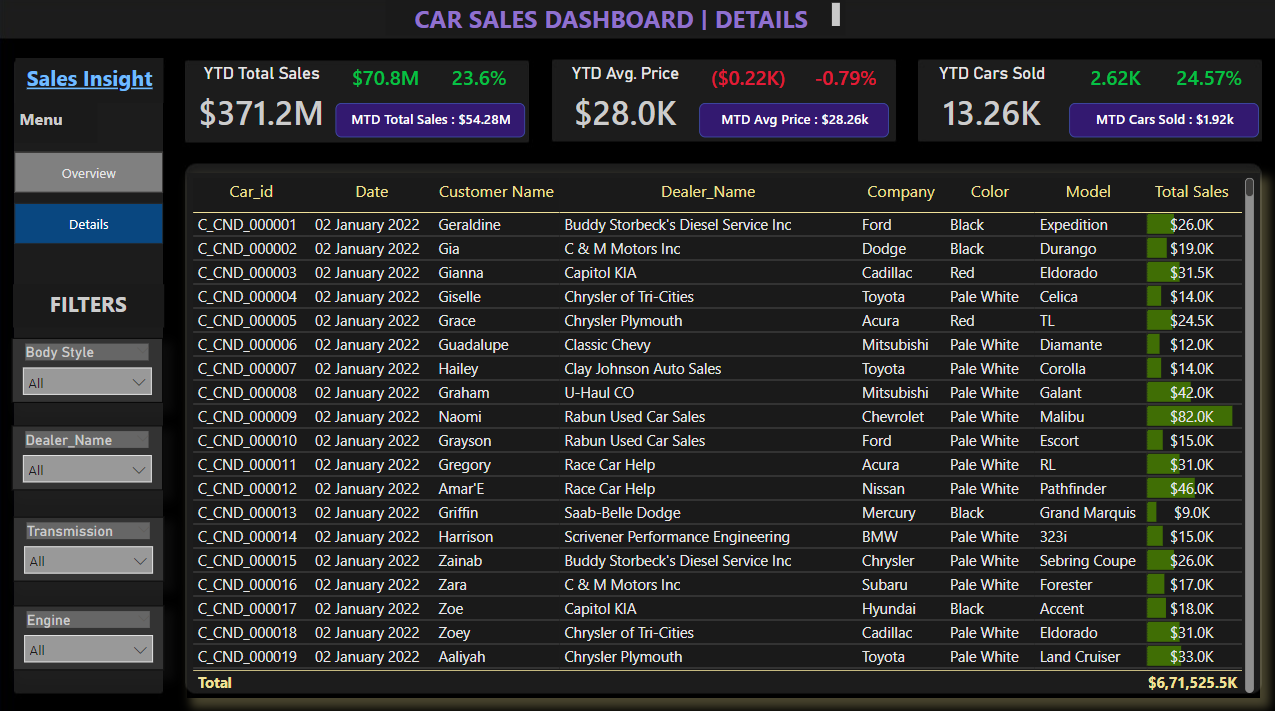 CAR SALES DASHBOARD | DETAILS
Sales Insight
Menu
Overview
Details
FILTERS
Body Style
All
Dealer_Name
All
Transmission
All
Engine
All
YTD Total Sales $70.8M 23.6%
$371.2M MTD Total Sales : $54.28M
YTD Avg. Price ($0.22K) -0.79%
$28.0K MTD Avg Price : $28.26k
YTD Cars Sold 2.62K 24.57%
13.26K MTD Cars Sold : $1.92k
Car_id Date Customer Name Dealer_Name Company Color Model Total Sales
C_CND_000001 02 January 2022 Geraldine Buddy Storbeck's Diesel Service Inc Ford Black Expedition $26.0K
C_CND_000002 02 January 2022 Gia C & M Motors Inc Dodge Black Durango $19.0K
C_CND_000003 02 January 2022 Gianna Capitol KIA Cadillac Red Eldorado $31.5K
C_CND_000004 02 January 2022 Giselle Chrysler of Tri-Cities Toyota Pale White Celica $14.0K
C_CND_000005 02 January 2022 Grace Chrysler Plymouth Acura Red TL $24.5K
C_CND_000006 02 January 2022 Guadalupe Classic Chevy Mitsubishi Pale White Diamante $12.0K
C_CND_000007 02 January 2022 Hailey Clay Johnson Auto Sales Toyota Pale White Corolla $14.0K
C_CND_000008 02 January 2022 Graham U-Haul CO Mitsubishi Pale White Galant $42.0K
C_CND_000009 02 January 2022 Naomi Rabun Used Car Sales Chevrolet Pale White Malibu $82.0K
C_CND_000010 02 January 2022 Grayson Rabun Used Car Sales Ford Pale White Escort $15.0K
C_CND_000011 02 January 2022 Gregory Race Car Help Acura Pale White RL $31.0K
C_CND_000012 02 January 2022 Amar'E Race Car Help Nissan Pale White Pathfinder $46.0K
C_CND_000013 02 January 2022 Griffin Saab-Belle Dodge Mercury Black Grand Marquis $9.0K
C_CND_000014 02 January 2022 Harrison Scrivener Performance Engineering BMW Pale White 323i $15.0K
C_CND_000015 02 January 2022 Zainab Buddy Storbeck's Diesel Service Inc Chrysler Pale White Sebring Coupe $26.0K
C_CND_000016 02 January 2022 Zara C & M Motors Inc Subaru Pale White Forester $17.0K
C_CND_000017 02 January 2022 Zoe Capitol KIA Hyundai Black Accent $18.0K
C_CND_000018 02 January 2022 Zoey Chrysler of Tri-Cities Cadillac Pale White Eldorado $31.0K
C_CND_000019 02 January 2022 Aaliyah Chrysler Plymouth Toyota Pale White Land Cruiser $33.0K
Total $6,71,525.5K